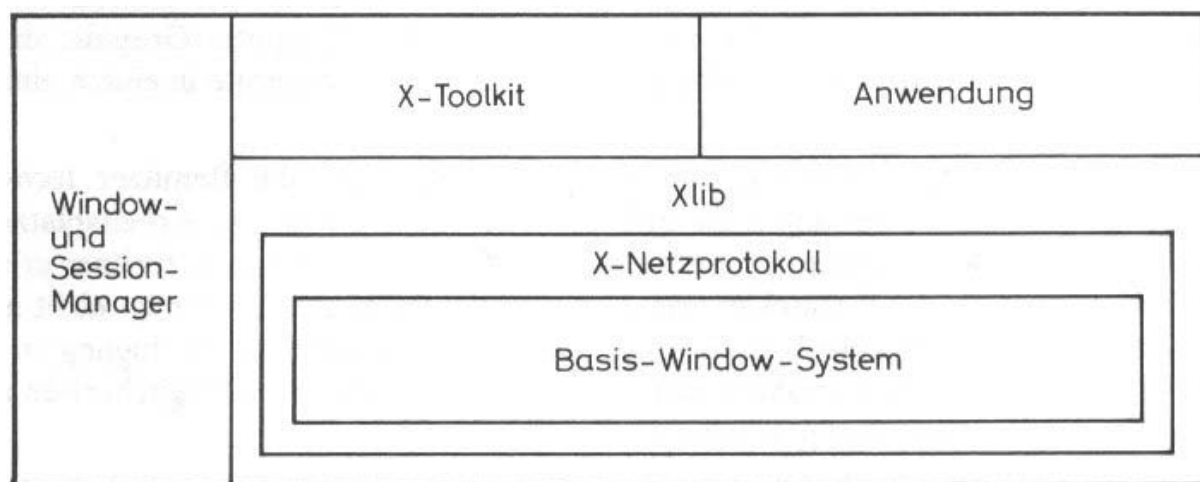 X-Toolkit
Anwendung
Window-
und
Session-
Manager
Xlib
X-Netzprotokoll
Basis-Window-System